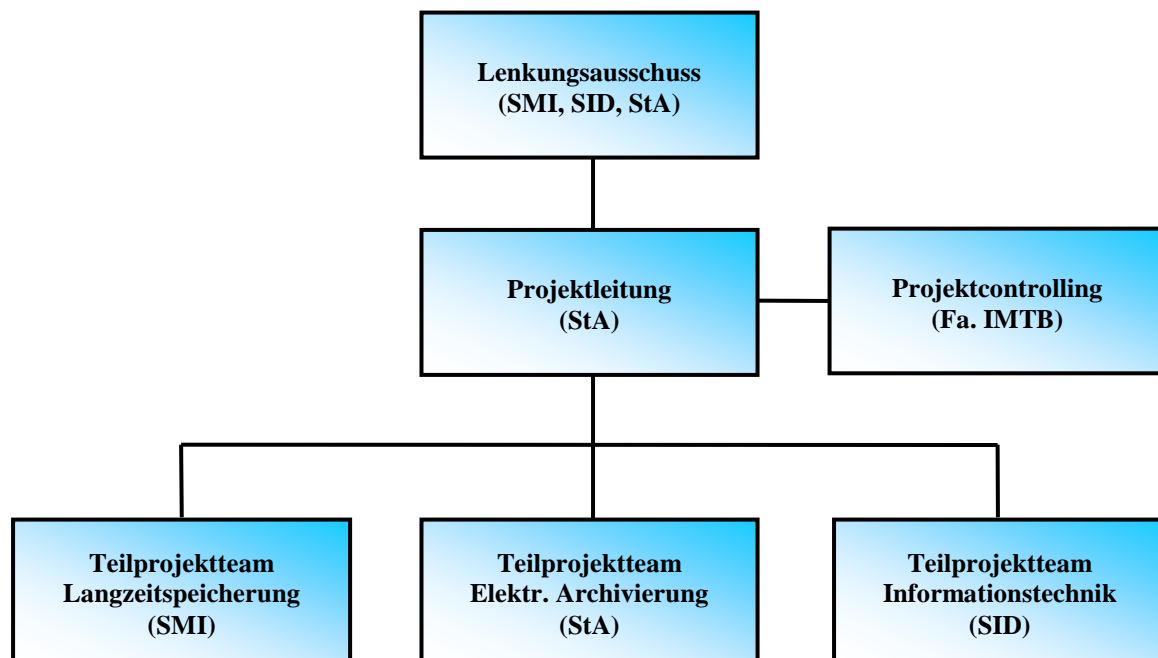 Lenkungsausschuss
(SMI, SID, StA)
Projektleitung
(StA)
Projektcontrolling
(Fa. IMTB)
Teilprojektteam
Langzeitspeicherung
(SMI)
Teilprojektteam
Elektr. Archivierung
(StA)
Teilprojektteam
Informationstechnik
(SID)